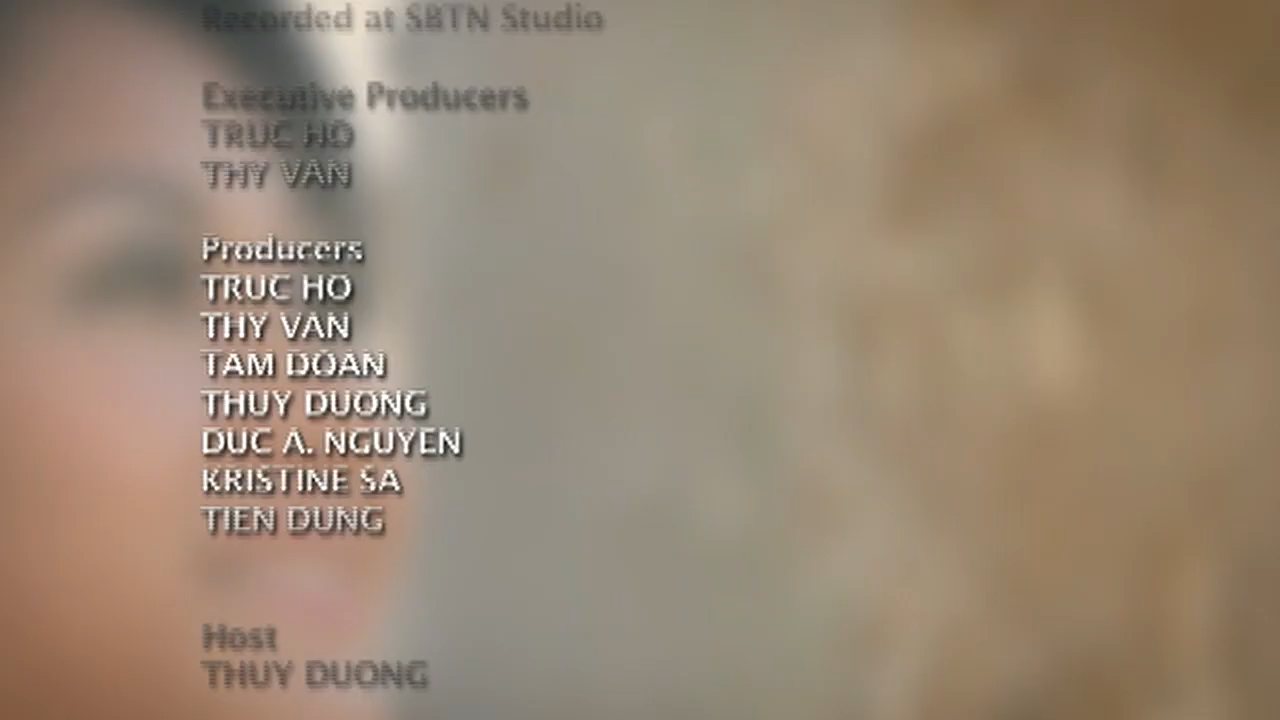 Recorded at SBTN Studio
Executive Producers
TRUC HO
THY VAN
Producers
TRUC HO
THY VAN
TAM DOAN
THUY DUONG
DUC A. NGUYEN
KRISTINE SA
TIEN DUNG
Host
THUY DUONG